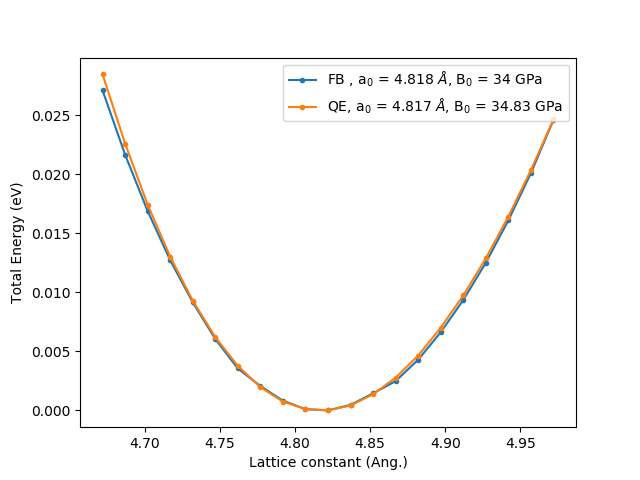 FB , a0 = 4.818 Å, B0 = 34 GPa
QE, a0 = 4.817 Å, B0 = 34.83 GPa
Total Energy (eV)
0.025
0.020
0.015
0.010
0.005
0.000
4.70 4.75 4.80 4.85 4.90 4.95
Lattice constant (Ang.)